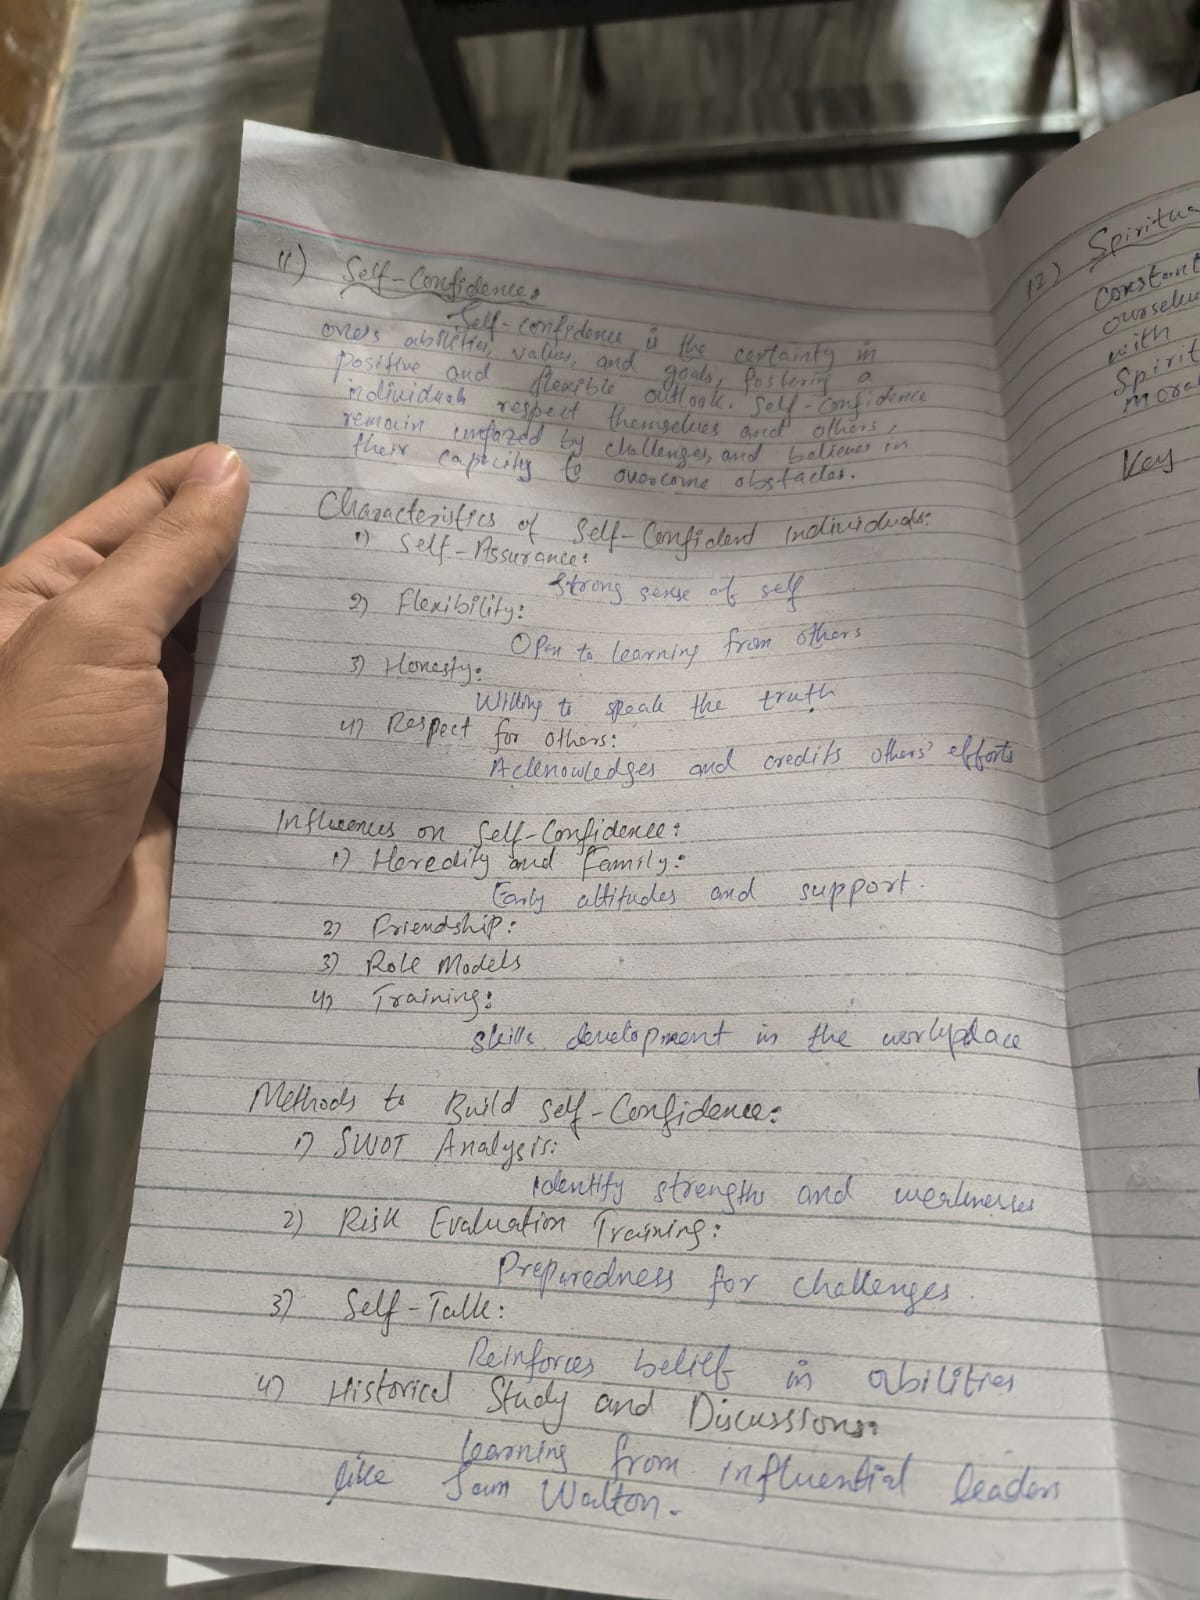 11) Self-Confidence:
Self-confidence is the certainty in
one's abilities, values, and goals, fostering a
positive and flexible outlook. Self-Confidence
individuals respect themselves and others,
remain unfazed by challenges, and believes in
their capacity to overcome obstacles.
Characteristics of Self-Confident Individuals:
1) Self-Assurance:
Strong sense of self
2) Flexibility:
Open to learning from others
3) Honesty:
Willing to speak the truth
4) Respect for others:
Acknowledges and credits others' efforts
Influences on Self-Confidence:
1) Heredity and Family:
Early attitudes and support.
2) Friendship:
3) Role Models
4) Training:
skills development in the workplace
Methods to Build Self-Confidence:
1) SWOT Analysis:
identify strengths and weaknesses
2) Risk Evaluation Training:
Preparedness for challenges.
3) Self-Talk:
Reinforces belief in abilities
4) Historical Study and Discussions:
learning from influential leaders
like Sam Walton.
12) Spiritua
Constant
ourselve
with
Spirit
mora
Key